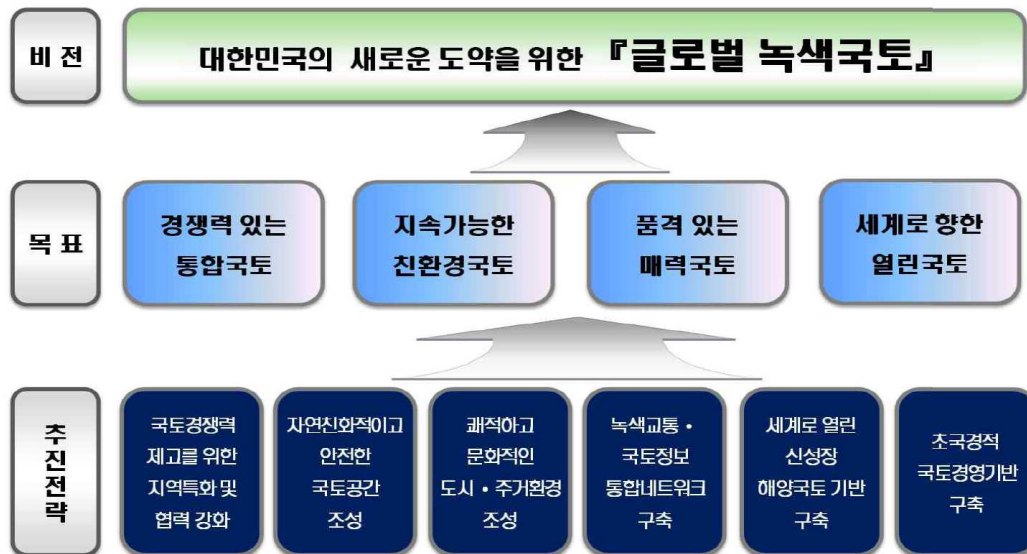 비 전
대한민국의 새로운 도약을 위한 『글로벌 녹색국토』
목 표
경쟁력 있는
통합국토
지속가능한
친환경국토
품격 있는
매력국토
세계로 향한
열린국토
추
진
전
략
국토경쟁력
제고를 위한
지역특화 및
협력 강화
자연친화적이고
안전한
국토공간
조성
쾌적하고
문화적인
도시 • 주거환경
조성
녹색교통 •
국토정보
통합네트워크
구축
세계로 열린
신성장
해양국토 기반
구축
초국경적
국토경영기반
구축